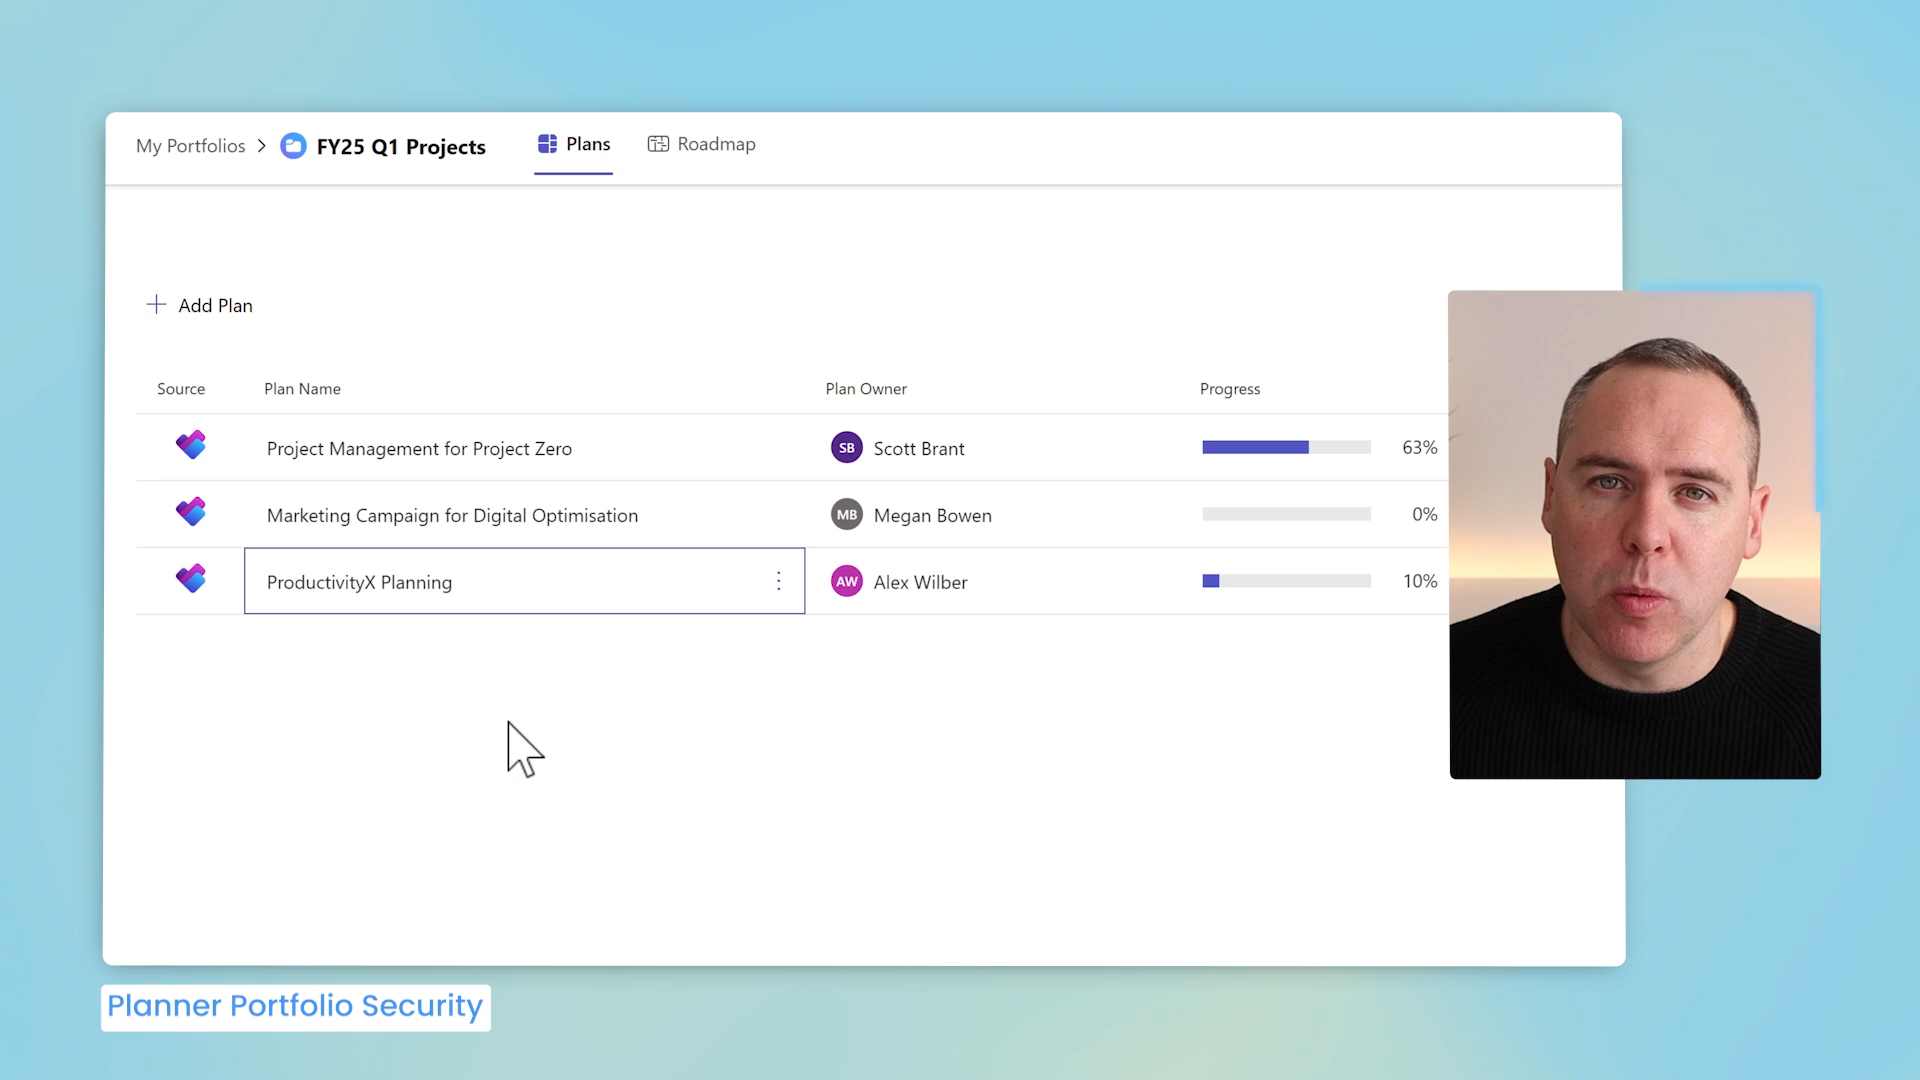 My Portfolios > FY25 Q1 Projects Plans Roadmap
+ Add Plan
Source Plan Name Plan Owner Progress
Project Management for Project Zero SB Scott Brant 63%
Marketing Campaign for Digital Optimisation MB Megan Bowen 0%
ProductivityX Planning AW Alex Wilber 10%
Planner Portfolio Security